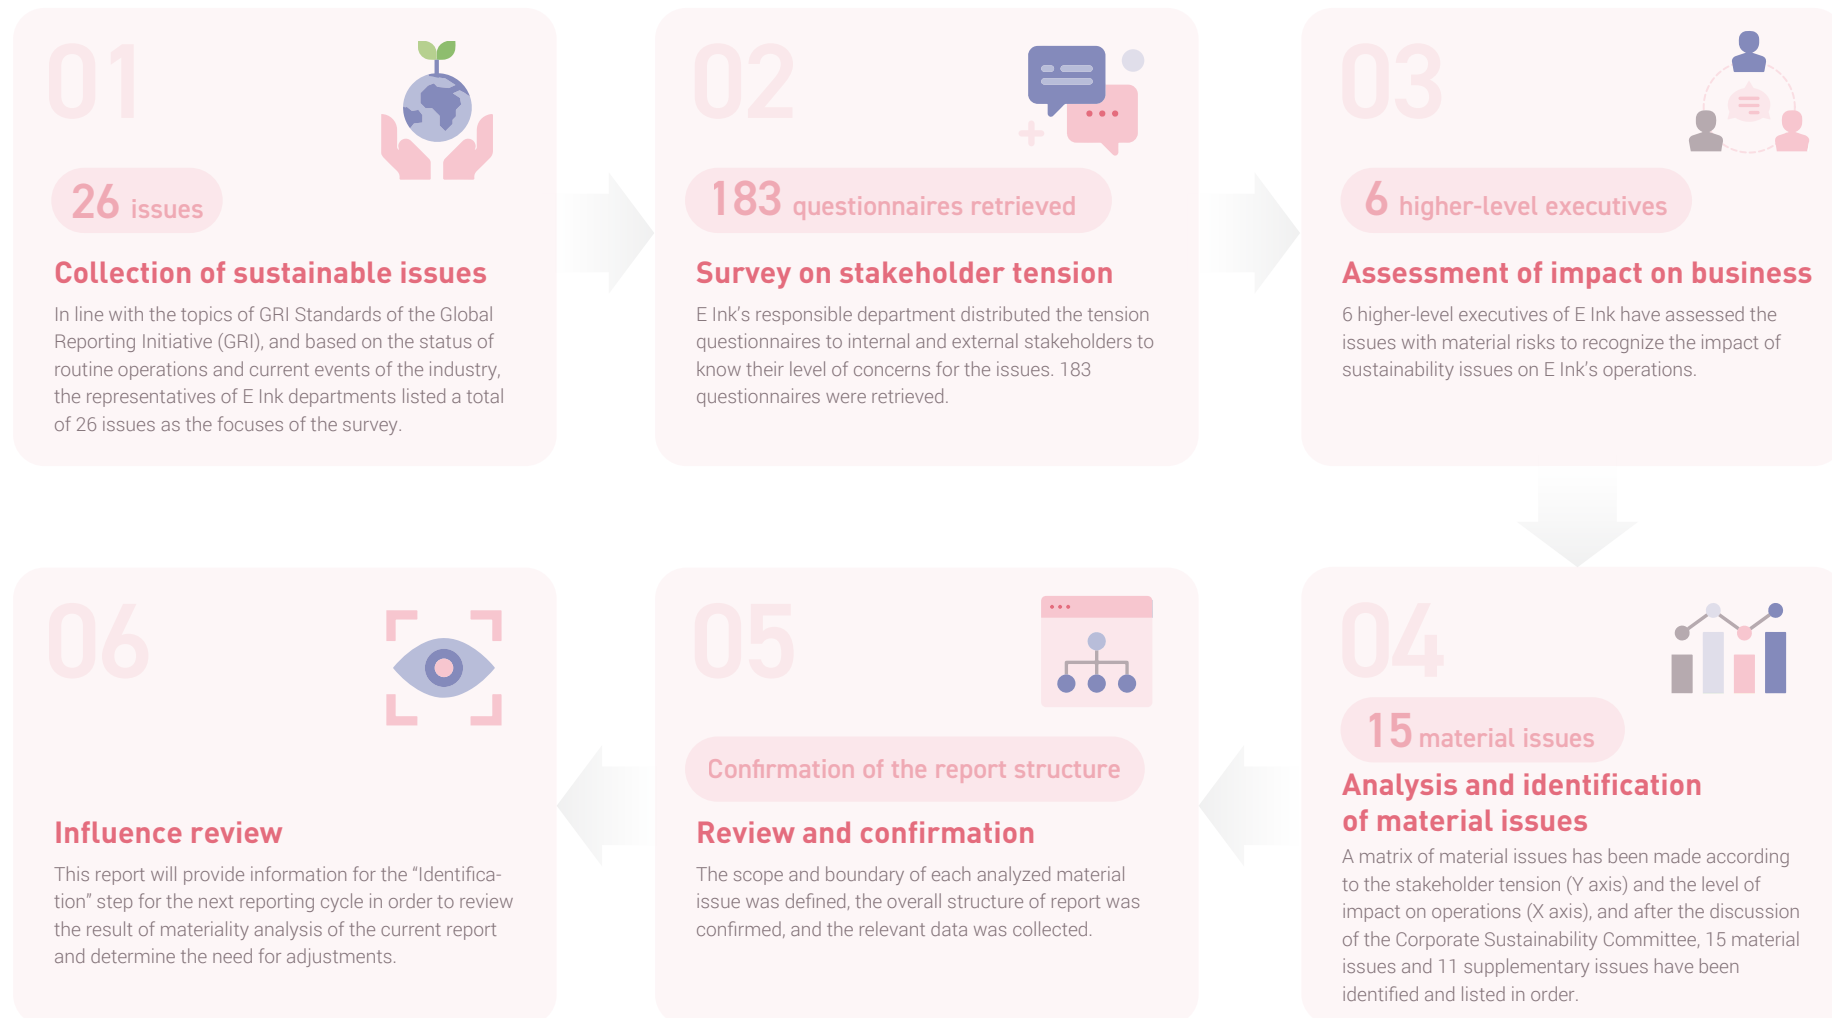 01
26 issues
Collection of sustainable issues
In line with the topics of GRI Standards of the Global
Reporting Initiative (GRI), and based on the status of
routine operations and current events of the industry,
the representatives of E Ink departments listed a total
of 26 issues as the focuses of the survey.
02
183 questionnaires retrieved
Survey on stakeholder tension
E Ink's responsible department distributed the tension
questionnaires to internal and external stakeholders to
know their level of concerns for the issues. 183
questionnaires were retrieved.
03
6 higher-level executives
Assessment of impact on business
6 higher-level executives of E Ink have assessed the
issues with material risks to recognize the impact of
sustainability issues on E Ink's operations.
04
15 material issues
Analysis and identification
of material issues
A matrix of material issues has been made according
to the stakeholder tension (Y axis) and the level of
impact on operations (X axis), and after the discussion
of the Corporate Sustainability Committee, 15 material
issues and 11 supplementary issues have been
identified and listed in order.
05
Confirmation of the report structure
Review and confirmation
The scope and boundary of each analyzed material
issue was defined, the overall structure of report was
confirmed, and the relevant data was collected.
06
Influence review
This report will provide information for the “Identifica-
tion” step for the next reporting cycle in order to review
the result of materiality analysis of the current report
and determine the need for adjustments.